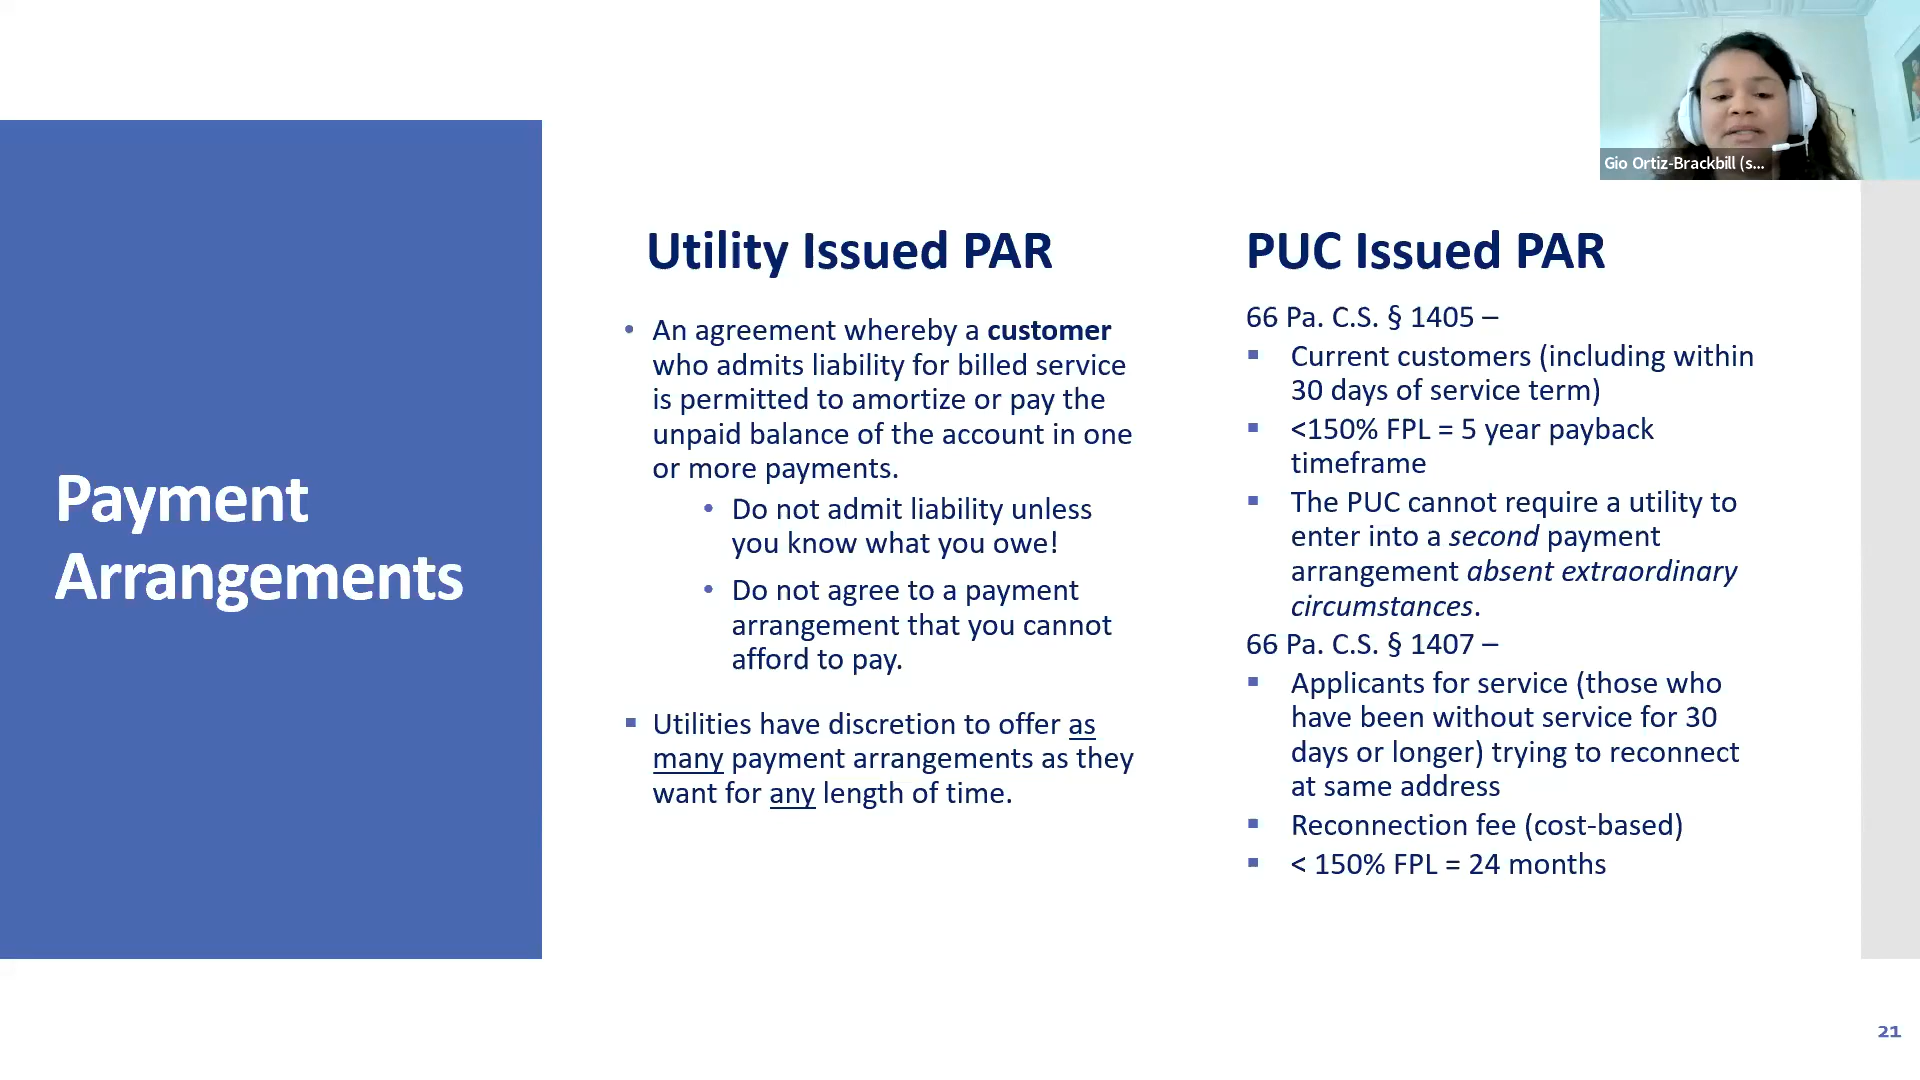 Gio Ortiz-Brackbill (s...
Payment
Arrangements
Utility Issued PAR
• An agreement whereby a customer
who admits liability for billed service
is permitted to amortize or pay the
unpaid balance of the account in one
or more payments.
• Do not admit liability unless
you know what you owe!
• Do not agree to a payment
arrangement that you cannot
afford to pay.
▪ Utilities have discretion to offer as
many payment arrangements as they
want for any length of time.
PUC Issued PAR
66 Pa. C.S. § 1405 –
▪ Current customers (including within
30 days of service term)
▪ <150% FPL = 5 year payback
timeframe
▪ The PUC cannot require a utility to
enter into a second payment
arrangement absent extraordinary
circumstances.
66 Pa. C.S. § 1407 –
▪ Applicants for service (those who
have been without service for 30
days or longer) trying to reconnect
at same address
▪ Reconnection fee (cost-based)
▪ < 150% FPL = 24 months
21